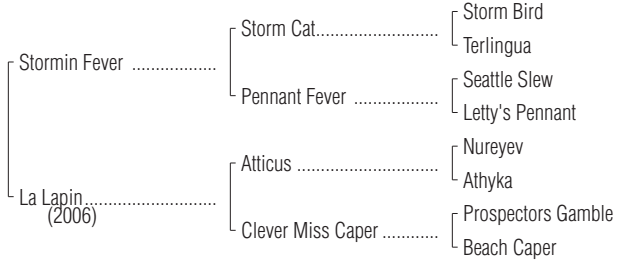 Storm Bird
Storm Cat........................
Terlingua
Stormin Fever .................
Seattle Slew
Pennant Fever .................
Letty's Pennant
Nureyev
Atticus ............................
Athyka
La Lapin..........................
(2006)
Prospectors Gamble
Clever Miss Caper ...........
Beach Caper